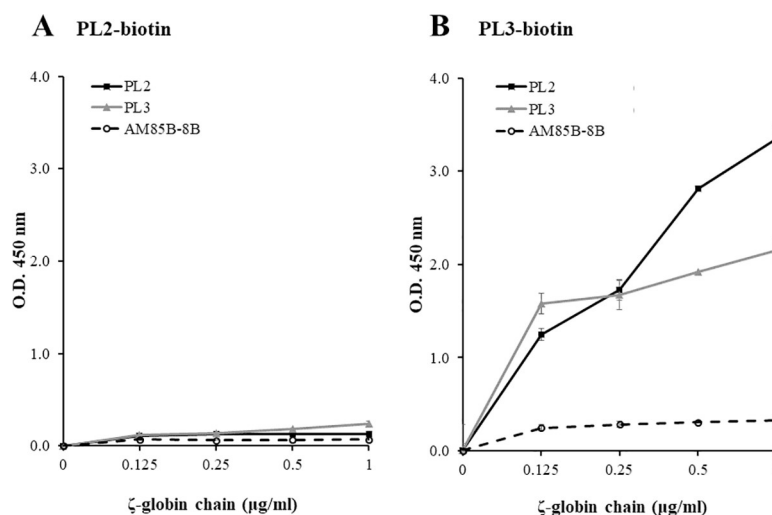 A PL2-biotin
4.0
3.0
2.0
1.0
0.0
O.D. 450 nm
PL2
PL3
AM85B-8B
0 0.125 0.25 0.5 1
ζ-globin chain (μg/ml)
B PL3-biotin
4.0
3.0
2.0
1.0
0.0
O.D. 450 nm
PL2
PL3
AM85B-8B
0 0.125 0.25 0.5
ζ-globin chain (μg/ml)